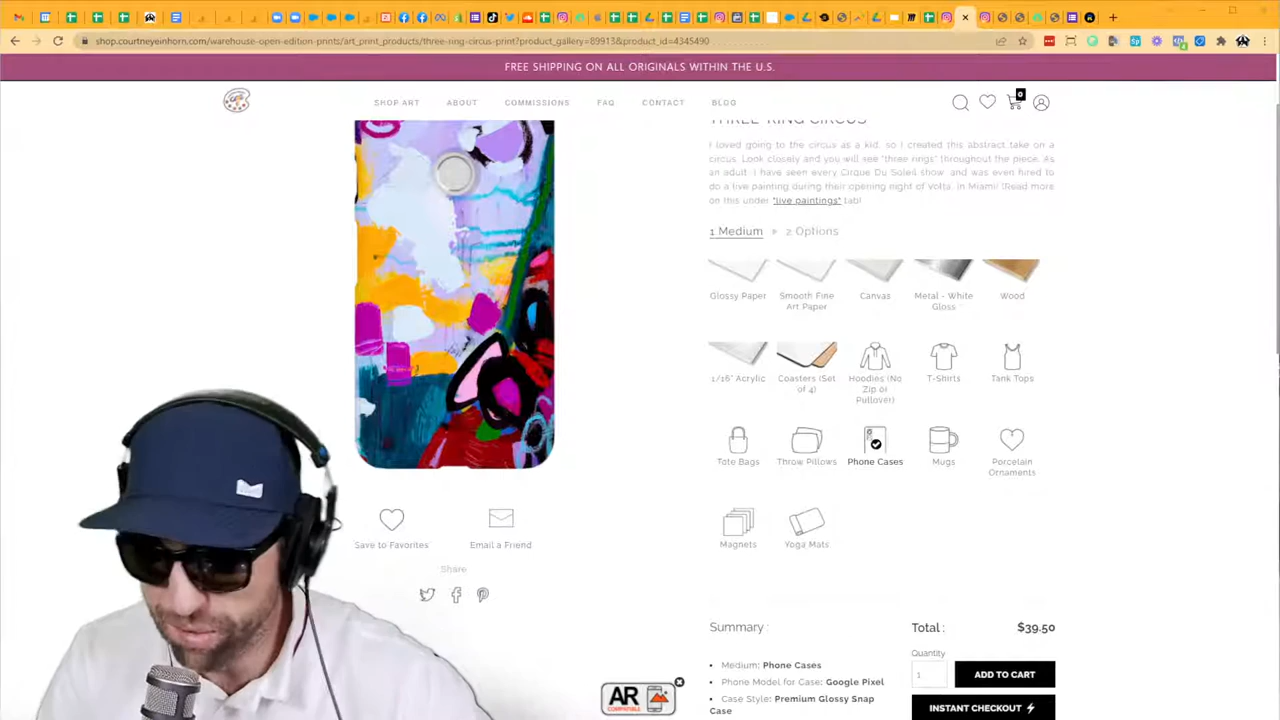 shop.courtneyeinhorn.com/warehouse-open-edition-prints/art_print_products/three-ring-circus-print?product_gallery=89913&product_id=4345490
FREE SHIPPING ON ALL ORIGINALS WITHIN THE U.S.
SHOP ART ABOUT COMMISSIONS FAQ CONTACT BLOG
0
THREE-RING CIRCUS
I loved going to the circus as a kid, so I created this abstract take on a
circus. Look closely and you will see "three rings" throughout the piece. As
an adult, I have seen every Cirque Du Soleil show, and was even hired to
do a live painting during their opening night of Volta, in Miami! (Read more
on this under "live paintings" tab!
1 Medium 2 Options
Glossy Paper
Smooth Fine
Art Paper
Canvas
Metal - White
Gloss
Wood
1/16" Acrylic
Coasters (Set
of 4)
Hoodies (No
Zip or
Pullover)
T-Shirts
Tank Tops
Tote Bags
Throw Pillows
Phone Cases
Mugs
Porcelain
Ornaments
Magnets
Yoga Mats
Save to Favorites
Email a Friend
Share
Summary :
Total : $39.50
Quantity
1
ADD TO CART
• Medium: Phone Cases
• Phone Model for Case: Google Pixel
• Case Style: Premium Glossy Snap
Case
INSTANT CHECKOUT
AR
COMPATIBLE